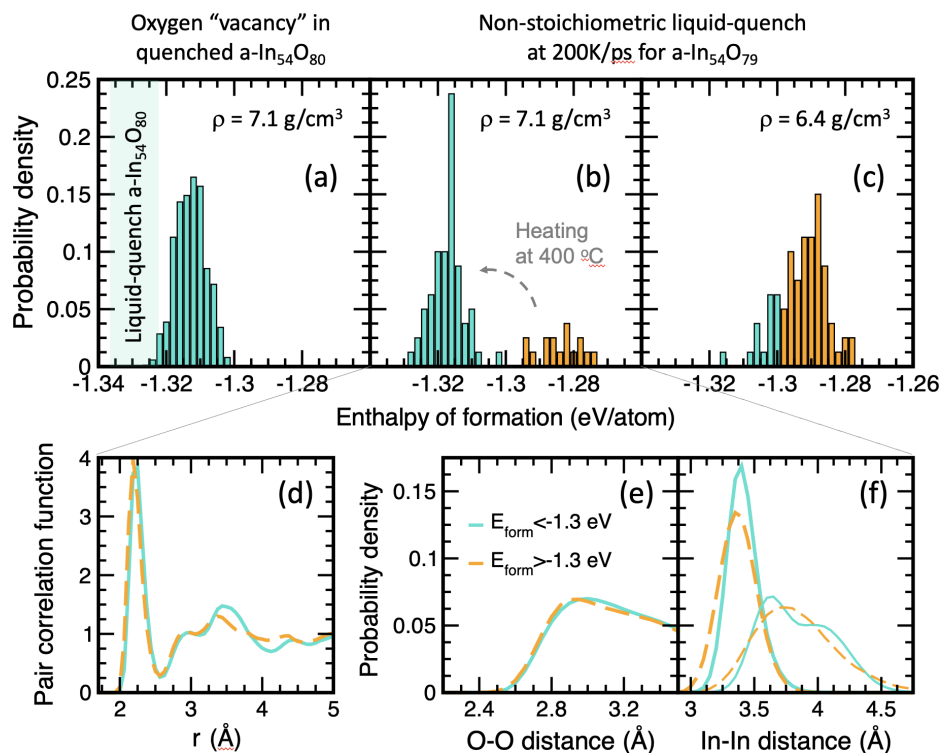 Oxygen “vacancy” in
quenched a-In₅₄O₈₀
Non-stoichiometric liquid-quench
at 200K/ps for a-In₅₄O₇₉
Probability density
0.25
0.2
0.15
0.1
0.05
0
Liquid-quench a-In₅₄O₈₀
ρ = 7.1 g/cm³
(a)
ρ = 7.1 g/cm³
(b)
Heating
at 400 ºC
ρ = 6.4 g/cm³
(c)
-1.34 -1.32 -1.3 -1.28
-1.32 -1.3 -1.28
-1.32 -1.3 -1.28 -1.26
Enthalpy of formation (eV/atom)
Pair correlation function
4
3
2
1
0
(d)
2 3 4 5
r (Å)
Probability density
0.15
0.1
0.05
0
(e)
E_form<-1.3 eV
E_form>-1.3 eV
2.4 2.8 3.2
O-O distance (Å)
(f)
3 3.5 4 4.5
In-In distance (Å)